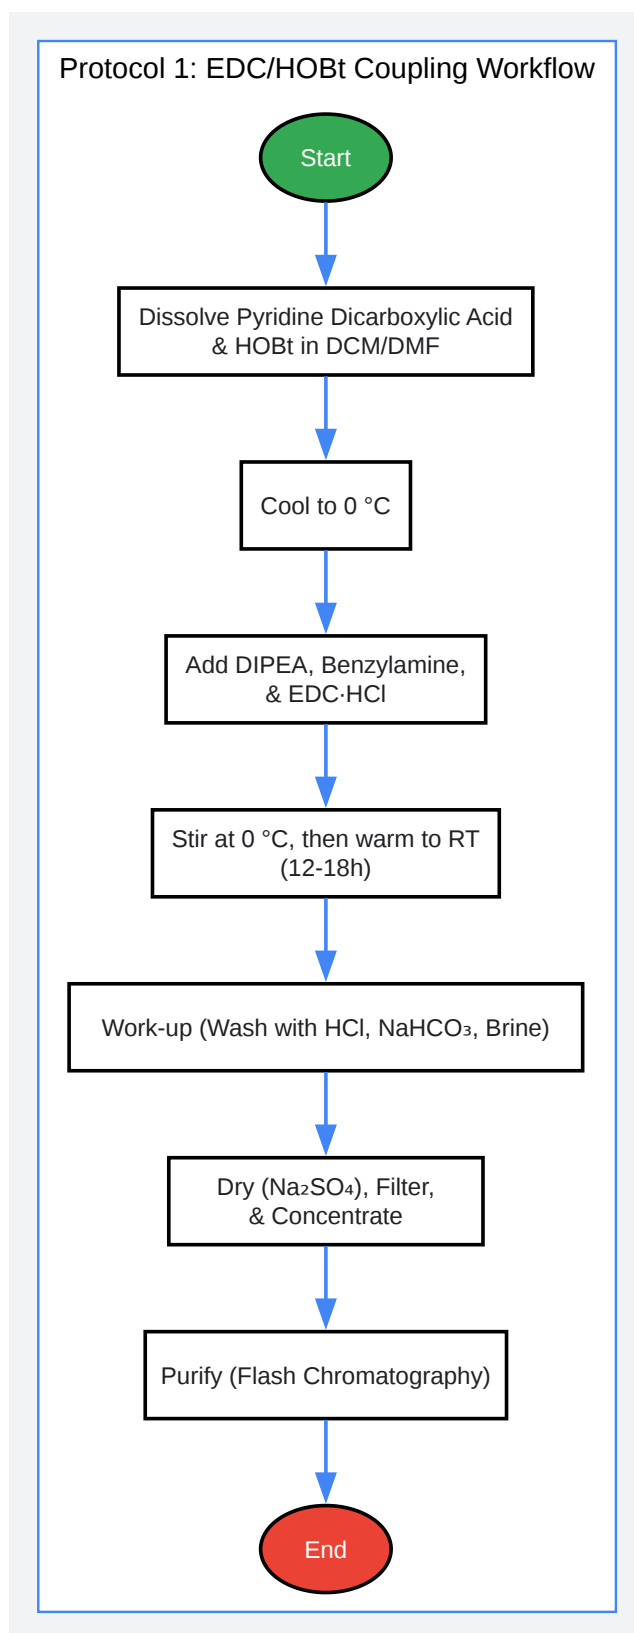 Protocol 1: EDC/HOBt Coupling Workflow
Start
Dissolve Pyridine Dicarboxylic Acid
& HOBt in DCM/DMF
Cool to 0 °C
Add DIPEA, Benzylamine,
& EDC·HCl
Stir at 0 °C, then warm to RT
(12-18h)
Work-up (Wash with HCl, NaHCO₃, Brine)
Dry (Na₂SO₄), Filter,
& Concentrate
Purify (Flash Chromatography)
End